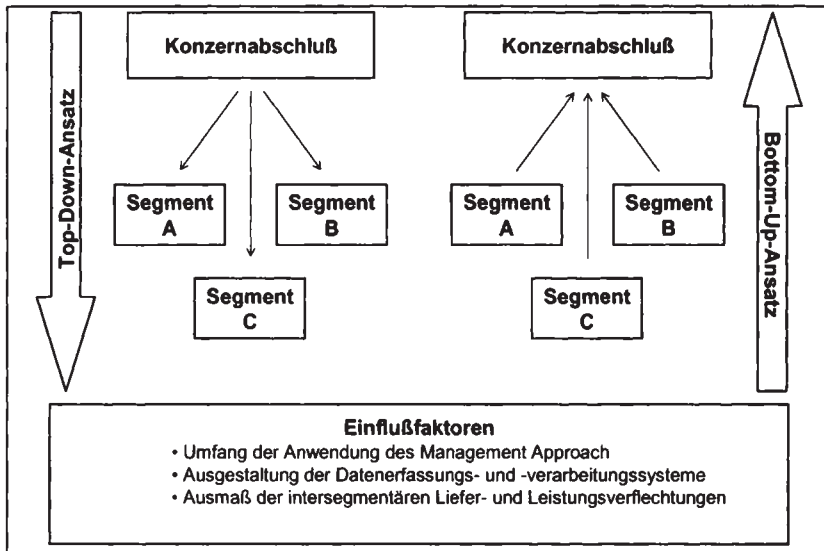 Konzernabschluß
Konzernabschluß
Top-Down-Ansatz
Segment
A
Segment
B
Segment
C
Segment
A
Segment
B
Segment
C
Bottom-Up-Ansatz
Einflußfaktoren
• Umfang der Anwendung des Management Approach
• Ausgestaltung der Datenerfassungs- und -verarbeitungssysteme
• Ausmaß der intersegmentären Liefer- und Leistungsverflechtungen